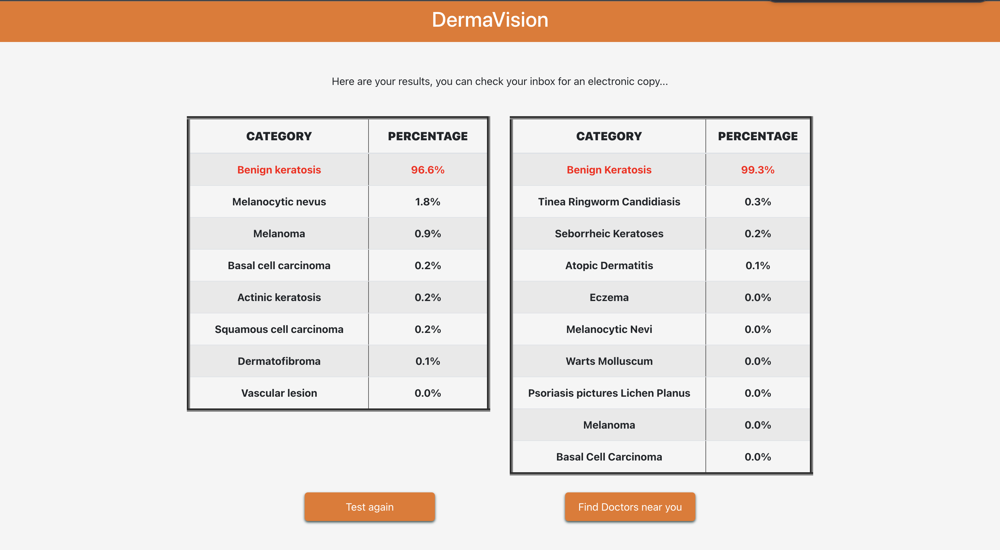 DermaVision
Here are your results, you can check your inbox for an electronic copy...
CATEGORY PERCENTAGE
Benign keratosis 96.6%
Melanocytic nevus 1.8%
Melanoma 0.9%
Basal cell carcinoma 0.2%
Actinic keratosis 0.2%
Squamous cell carcinoma 0.2%
Dermatofibroma 0.1%
Vascular lesion 0.0%
CATEGORY PERCENTAGE
Benign Keratosis 99.3%
Tinea Ringworm Candidiasis 0.3%
Seborrheic Keratoses 0.2%
Atopic Dermatitis 0.1%
Eczema 0.0%
Melanocytic Nevi 0.0%
Warts Molluscum 0.0%
Psoriasis pictures Lichen Planus 0.0%
Melanoma 0.0%
Basal Cell Carcinoma 0.0%
Test again
Find Doctors near you